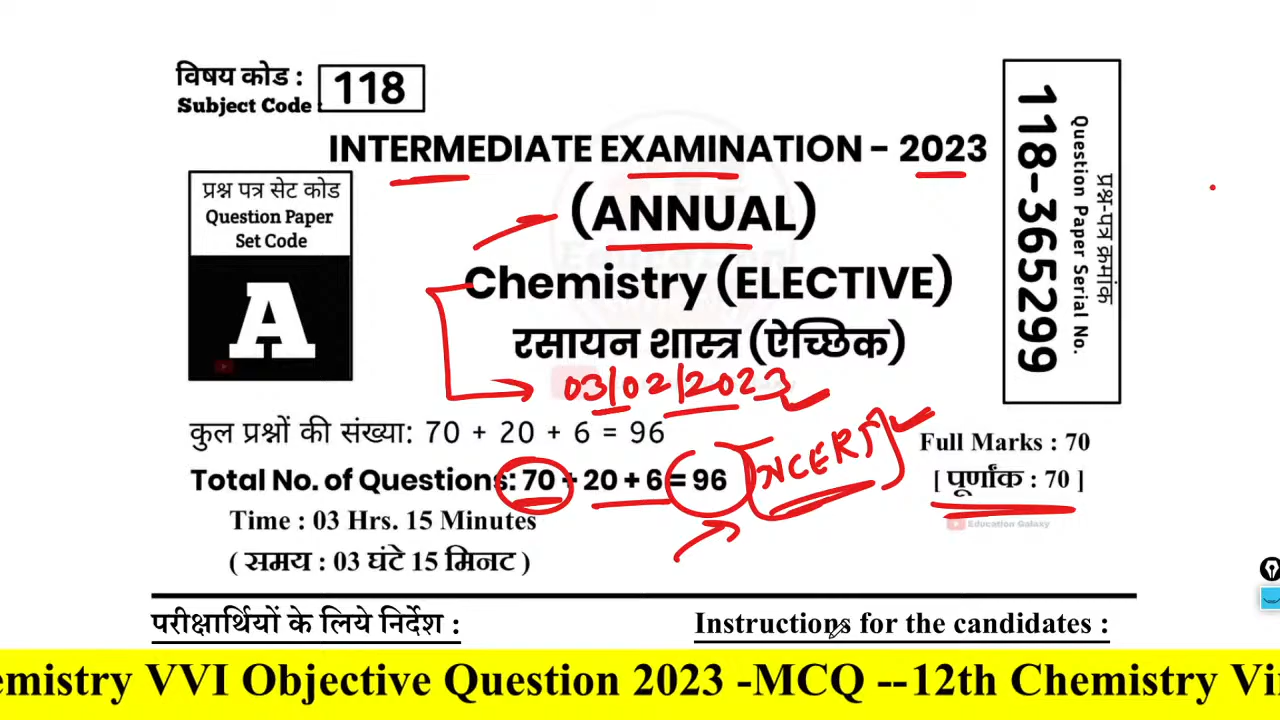 विषय कोड :
Subject Code :
118
INTERMEDIATE EXAMINATION - 2023
(ANNUAL)
Chemistry (ELECTIVE)
रसायन शास्त्र (ऐच्छिक)
प्रश्न पत्र सेट कोड
Question Paper
Set Code
A
118-365299
Question Paper Serial No.
प्रश्न-पत्र क्रमांक
03/02/2023
कुल प्रश्नों की संख्या: 70 + 20 + 6 = 96
Total No. of Questions: 70 + 20 + 6 = 96
NCERT
Full Marks : 70
[ पूर्णांक : 70 ]
Education Galaxy
Time : 03 Hrs. 15 Minutes
( समय : 03 घंटे 15 मिनट )
परीक्षार्थियों के लिये निर्देश :
Instructions for the candidates :
emistry VVI Objective Question 2023 -MCQ --12th Chemistry Vi